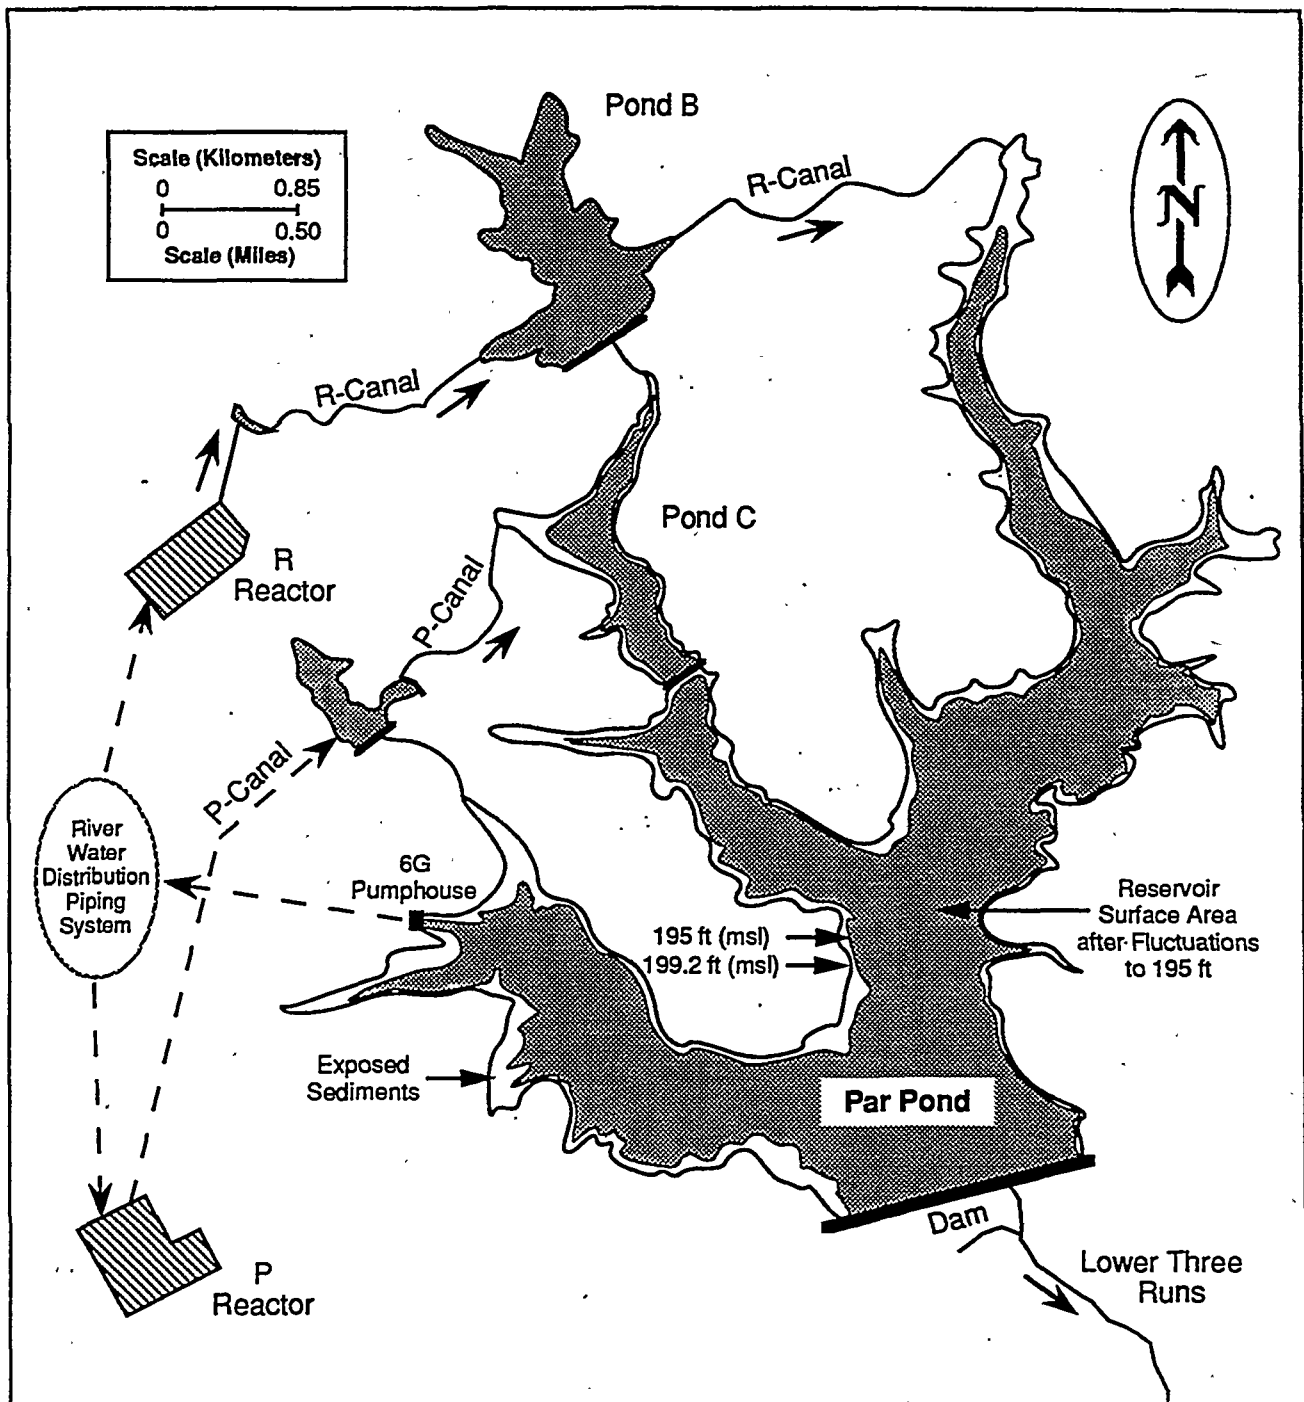 Pond B
Scale (Kilometers)
0 0.85
0 0.50
Scale (Miles)
R-Canal
N
R-Canal
Pond C
R
Reactor
P-Canal
P-Canal
River
Water
Distribution
Piping
System
6G
Pumphouse
195 ft (msl)
199.2 ft (msl)
Reservoir
Surface Area
after Fluctuations
to 195 ft
Exposed
Sediments
Par Pond
Dam
Lower Three
Runs
P
Reactor